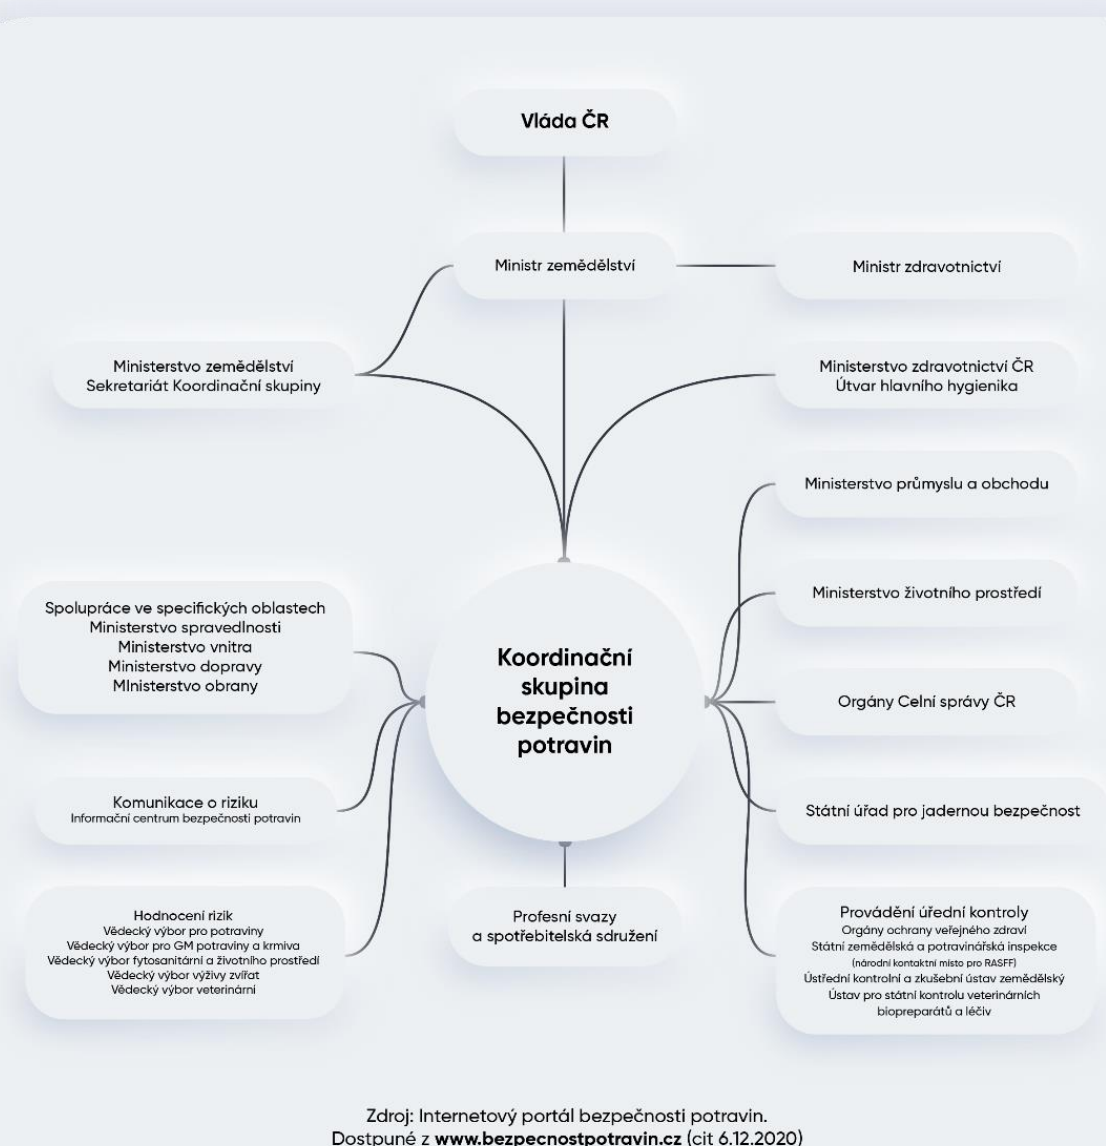 Vláda ČR
Ministr zemědělství
Ministr zdravotnictví
Ministerstvo zemědělství
Sekretariát Koordinační skupiny
Ministerstvo zdravotnictví ČR
Útvar hlavního hygienika
Ministerstvo průmyslu a obchodu
Ministerstvo životního prostředí
Orgány Celní správy ČR
Státní úřad pro jadernou bezpečnost
Provádění úřední kontroly
Orgány ochrany veřejného zdraví
Státní zemědělská a potravinářská inspekce
(národní kontaktní místo pro RASFF)
Ústřední kontrolní a zkušební ústav zemědělský
Ústav pro státní kontrolu veterinárních
biopreparátů a léčiv
Koordinační
skupina
bezpečnosti
potravin
Spolupráce ve specifických oblastech
Ministerstvo spravedlnosti
Ministerstvo vnitra
Ministerstvo dopravy
MInisterstvo obrany
Komunikace o riziku
Informační centrum bezpečnosti potravin
Hodnocení rizik
Vědecký výbor pro potraviny
Vědecký výbor pro GM potraviny a krmiva
Vědecký výbor fytosanitární a životního prostředí
Vědecký výbor výživy zvířat
Vědecký výbor veterinární
Profesní svazy
a spotřebitelská sdružení
Zdroj: Internetový portál bezpečnosti potravin.
Dostpuné z www.bezpecnostpotravin.cz (cit 6.12.2020)